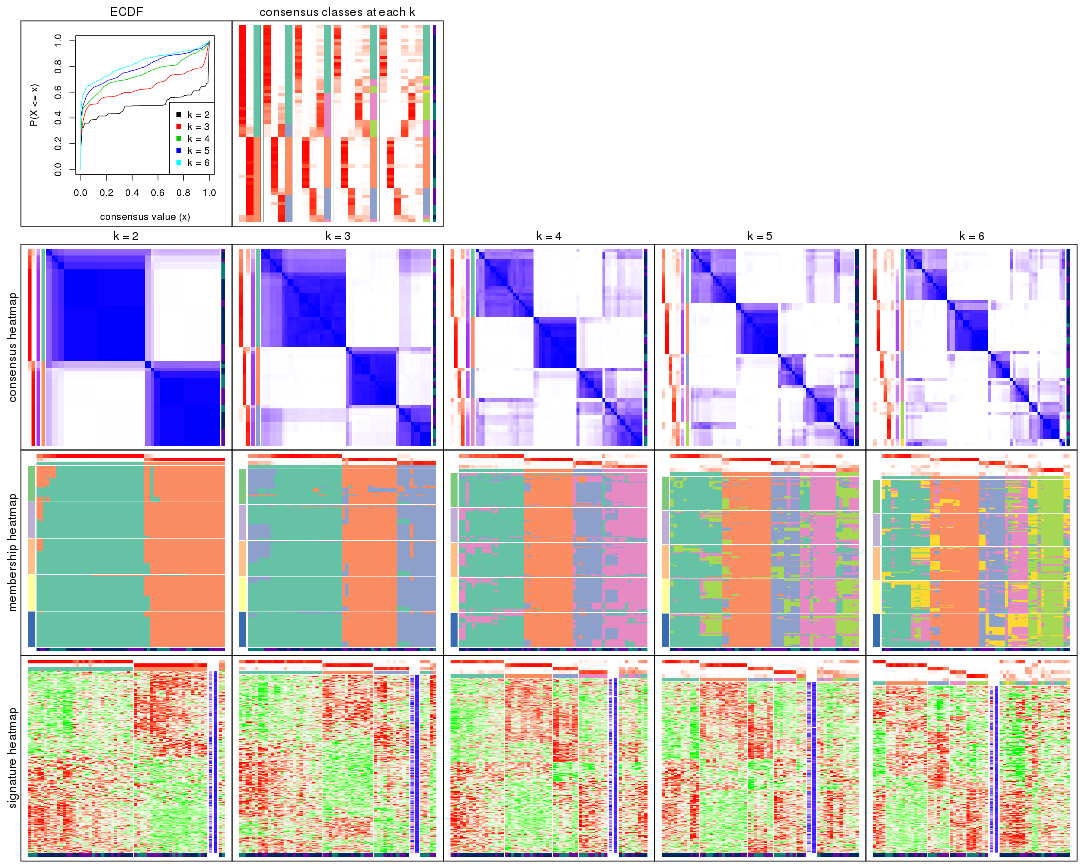 ECDF
consensus classes at each k
P(X <= x)
1.0
0.8
0.6
0.4
0.2
0.0
k = 2
k = 3
k = 4
k = 5
k = 6
0.0 0.2 0.4 0.6 0.8 1.0
consensus value (x)
k = 2
k = 3
k = 4
k = 5
k = 6
consensus heatmap
membership heatmap
signature heatmap